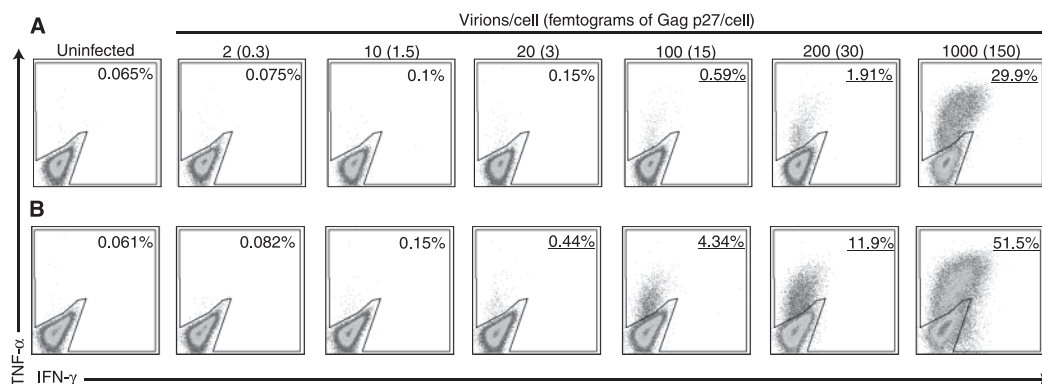 Virions/cell (femtograms of Gag p27/cell)
A
Uninfected 2 (0.3) 10 (1.5) 20 (3) 100 (15) 200 (30) 1000 (150)
0.065% 0.075% 0.1% 0.15% 0.59% 1.91% 29.9%
B
0.061% 0.082% 0.15% 0.44% 4.34% 11.9% 51.5%
TNF-α
IFN-γ